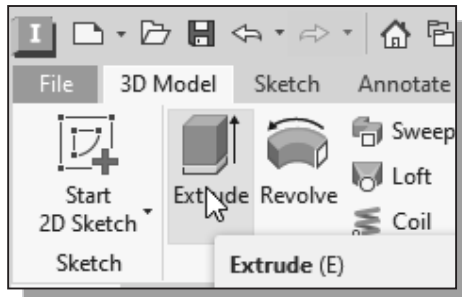 I
File 3D Model Sketch Annotate
Start
2D Sketch
Extrude
Revolve
Sweep
Loft
Coil
Sketch
Extrude (E)